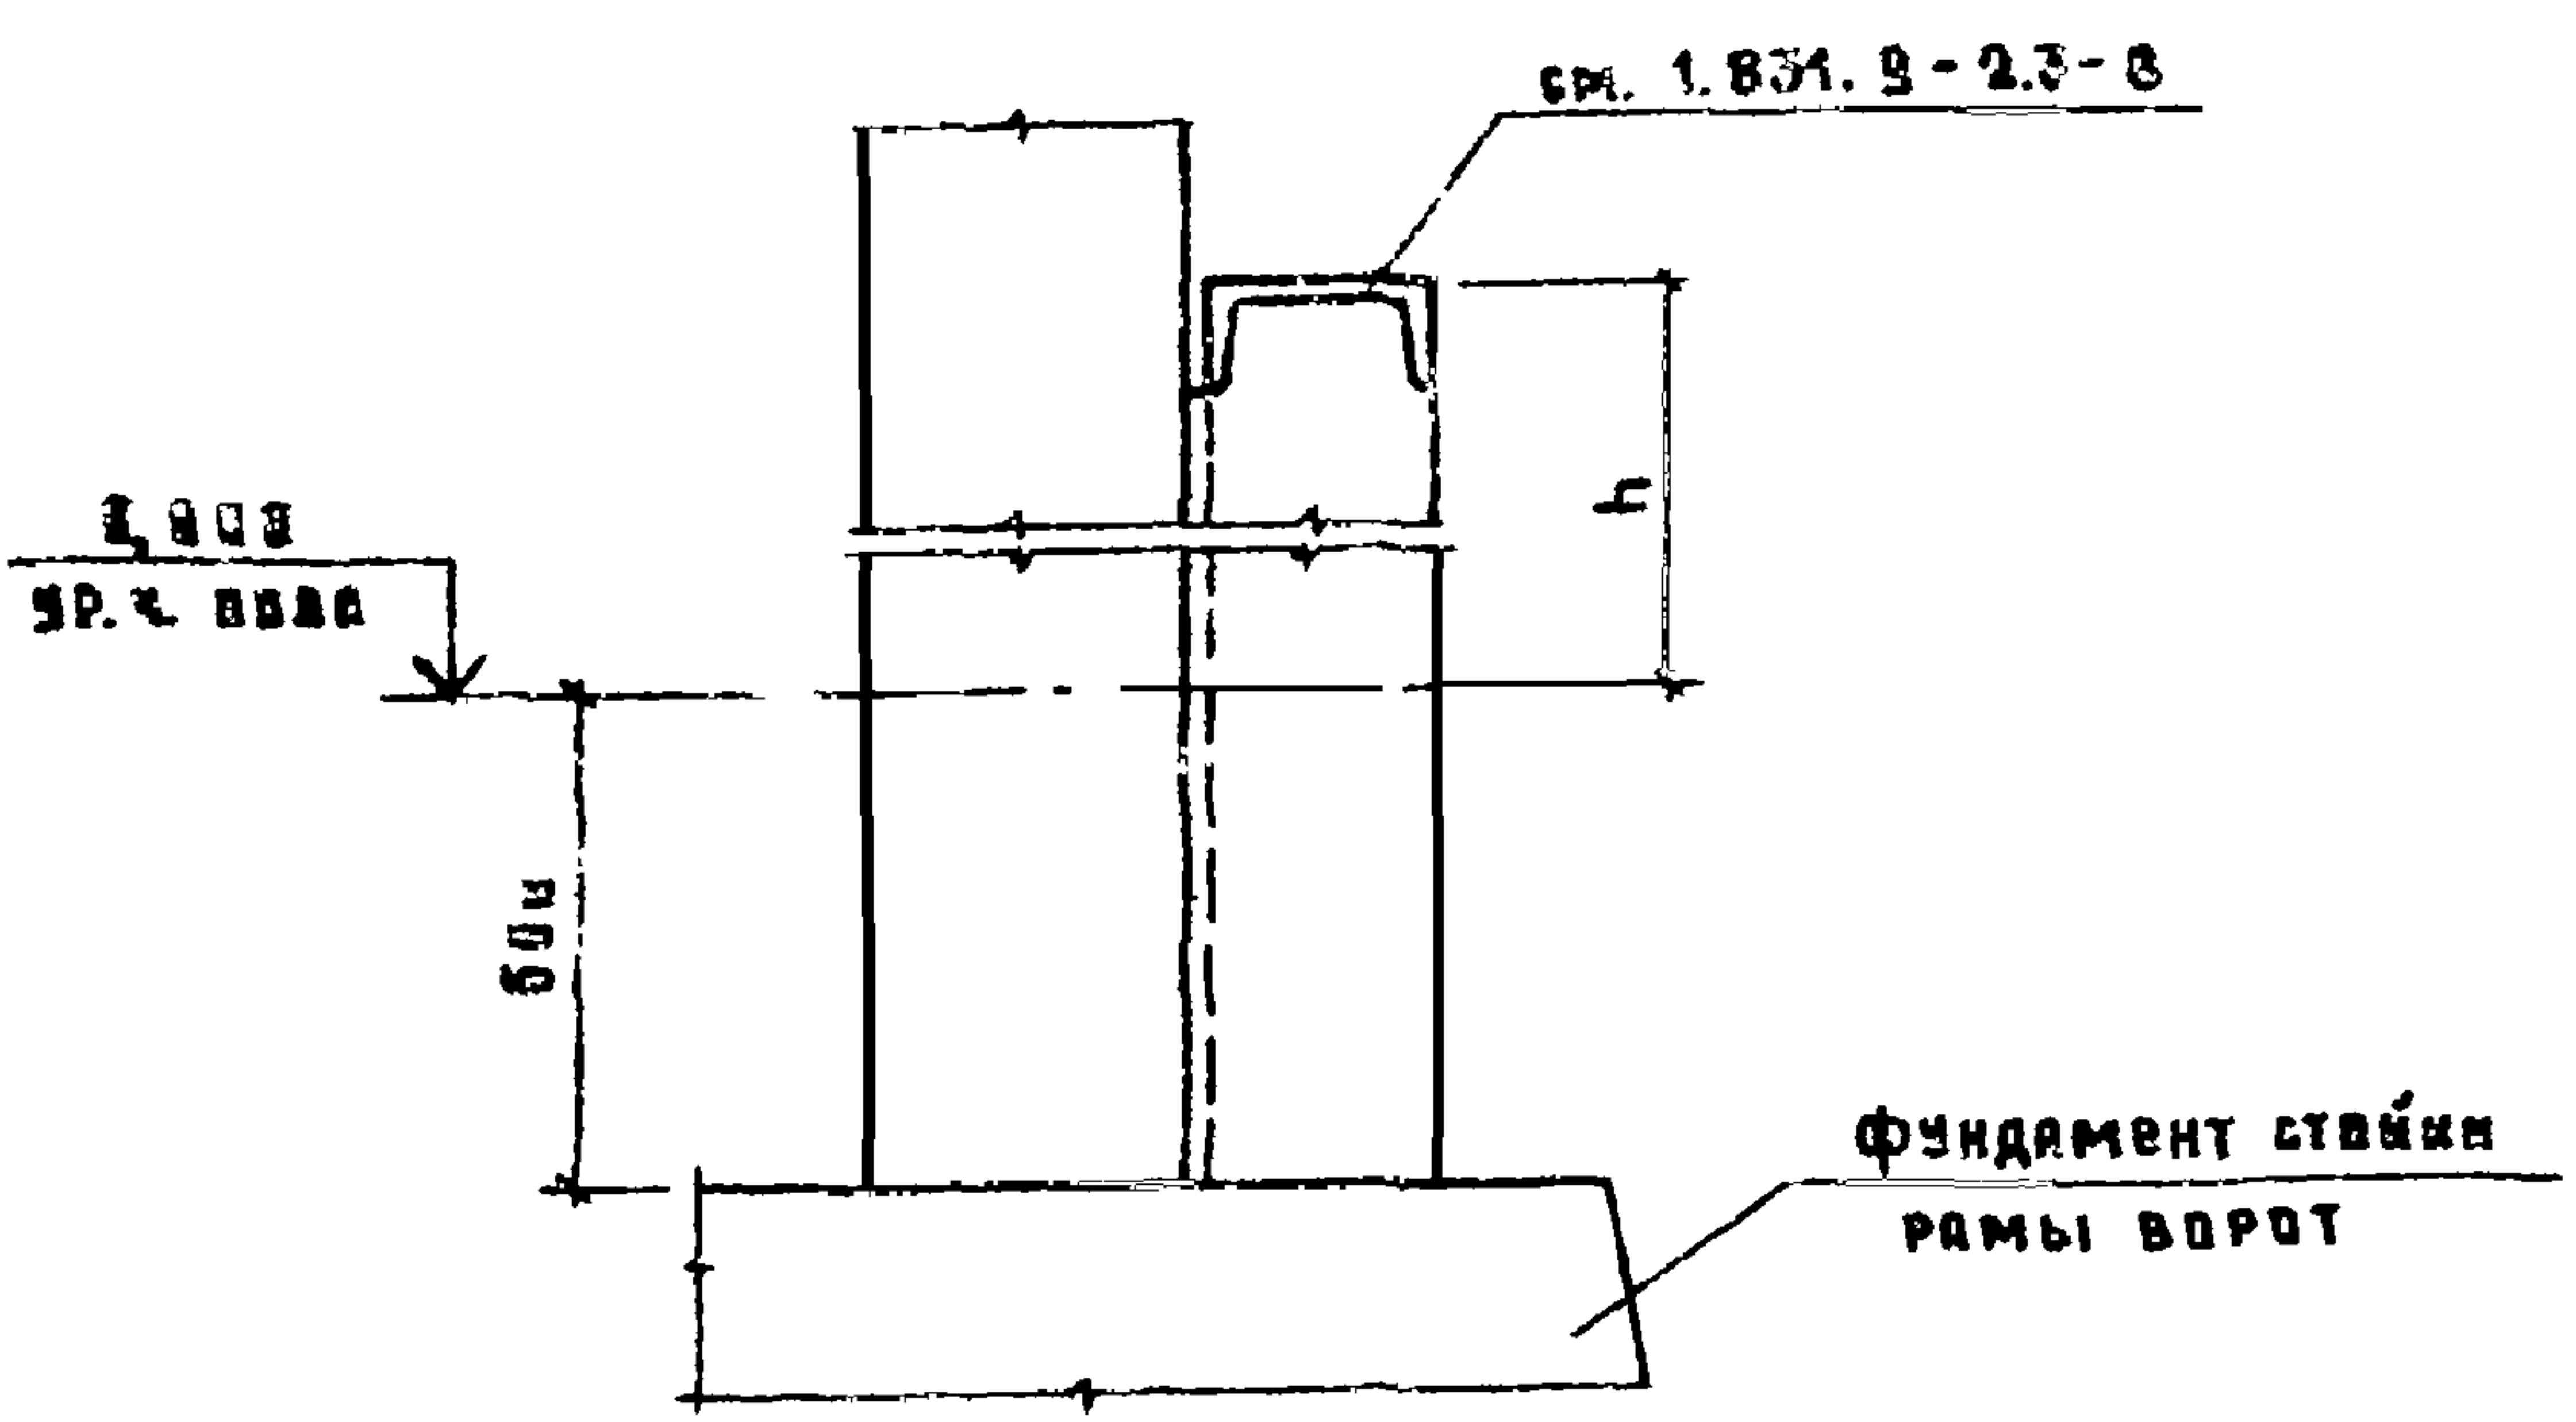 см. 1.831.9-2.3-8
0,000
ур. ч. пола
h
600
фундамент стойки
рамы ворот